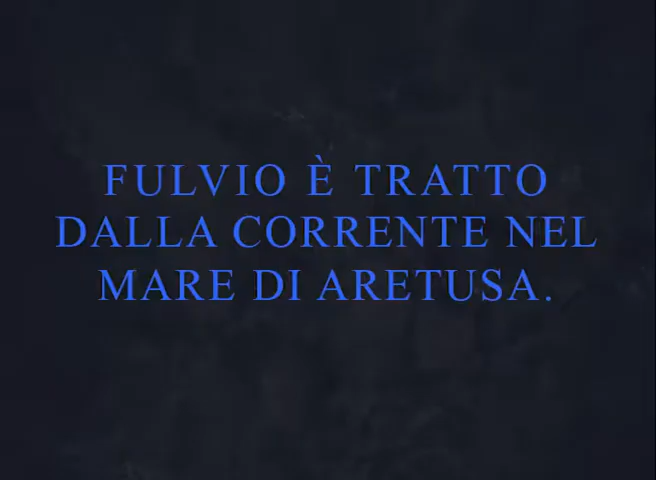 FULVIO È TRATTO
DALLA CORRENTE NEL
MARE DI ARETUSA.